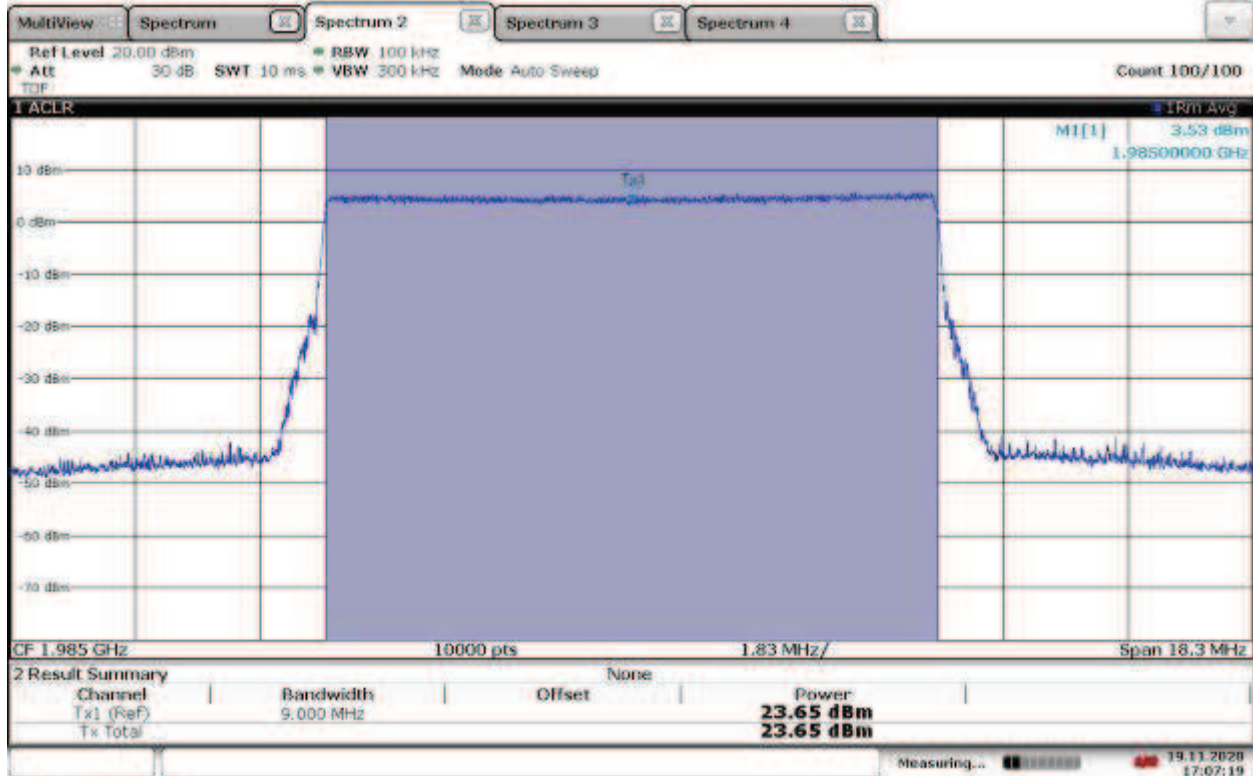 MultiView Spectrum Spectrum 2 Spectrum 3 Spectrum 4
Ref Level 20.00 dBm RBW 100 kHz
Att 30 dB SWT 10 ms VBW 300 kHz Mode Auto Sweep Count 100/100
TDF
1 ACLR 1Rm Avg
M1[1] 3.53 dBm
1.98500000 GHz
10 dBm
Tx1
0 dBm
-10 dBm
-20 dBm
-30 dBm
-40 dBm
-50 dBm
-60 dBm
-70 dBm
CF 1.985 GHz 10000 pts 1.83 MHz/ Span 18.3 MHz
2 Result Summary None
Channel Bandwidth Offset Power
Tx1 (Ref) 9.000 MHz 23.65 dBm
Tx Total 23.65 dBm
Measuring... 19.11.2020
17:07:19